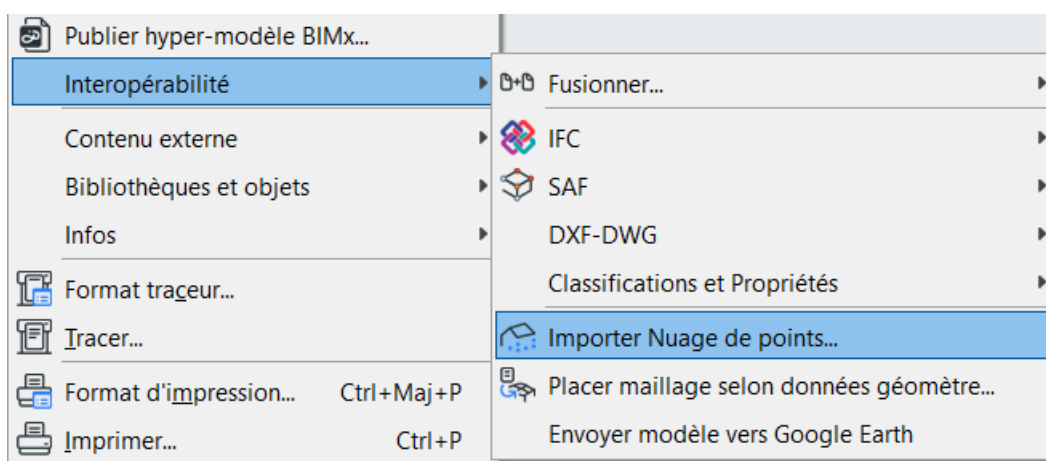 Publier hyper-modèle BIMx...
Interopérabilité
Contenu externe
Bibliothèques et objets
Infos
Format traceur...
Tracer...
Format d'impression... Ctrl+Maj+P
Imprimer... Ctrl+P
Fusionner...
IFC
SAF
DXF-DWG
Classifications et Propriétés
Importer Nuage de points...
Placer maillage selon données géomètre...
Envoyer modèle vers Google Earth